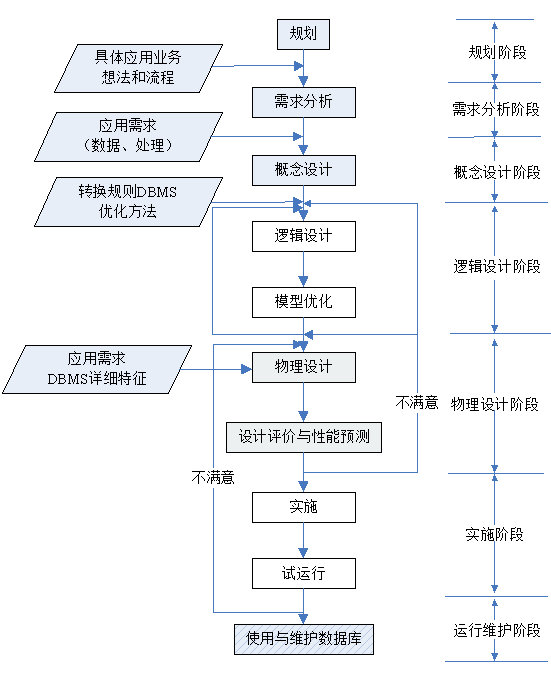 规划
规划阶段
具体应用业务
想法和流程
需求分析
需求分析阶段
应用需求
（数据、处理）
概念设计
概念设计阶段
转换规则DBMS
优化方法
逻辑设计
逻辑设计阶段
模型优化
应用需求
DBMS详细特征
物理设计
不满意
物理设计阶段
设计评价与性能预测
不满意
实施
实施阶段
试运行
使用与维护数据库
运行维护阶段